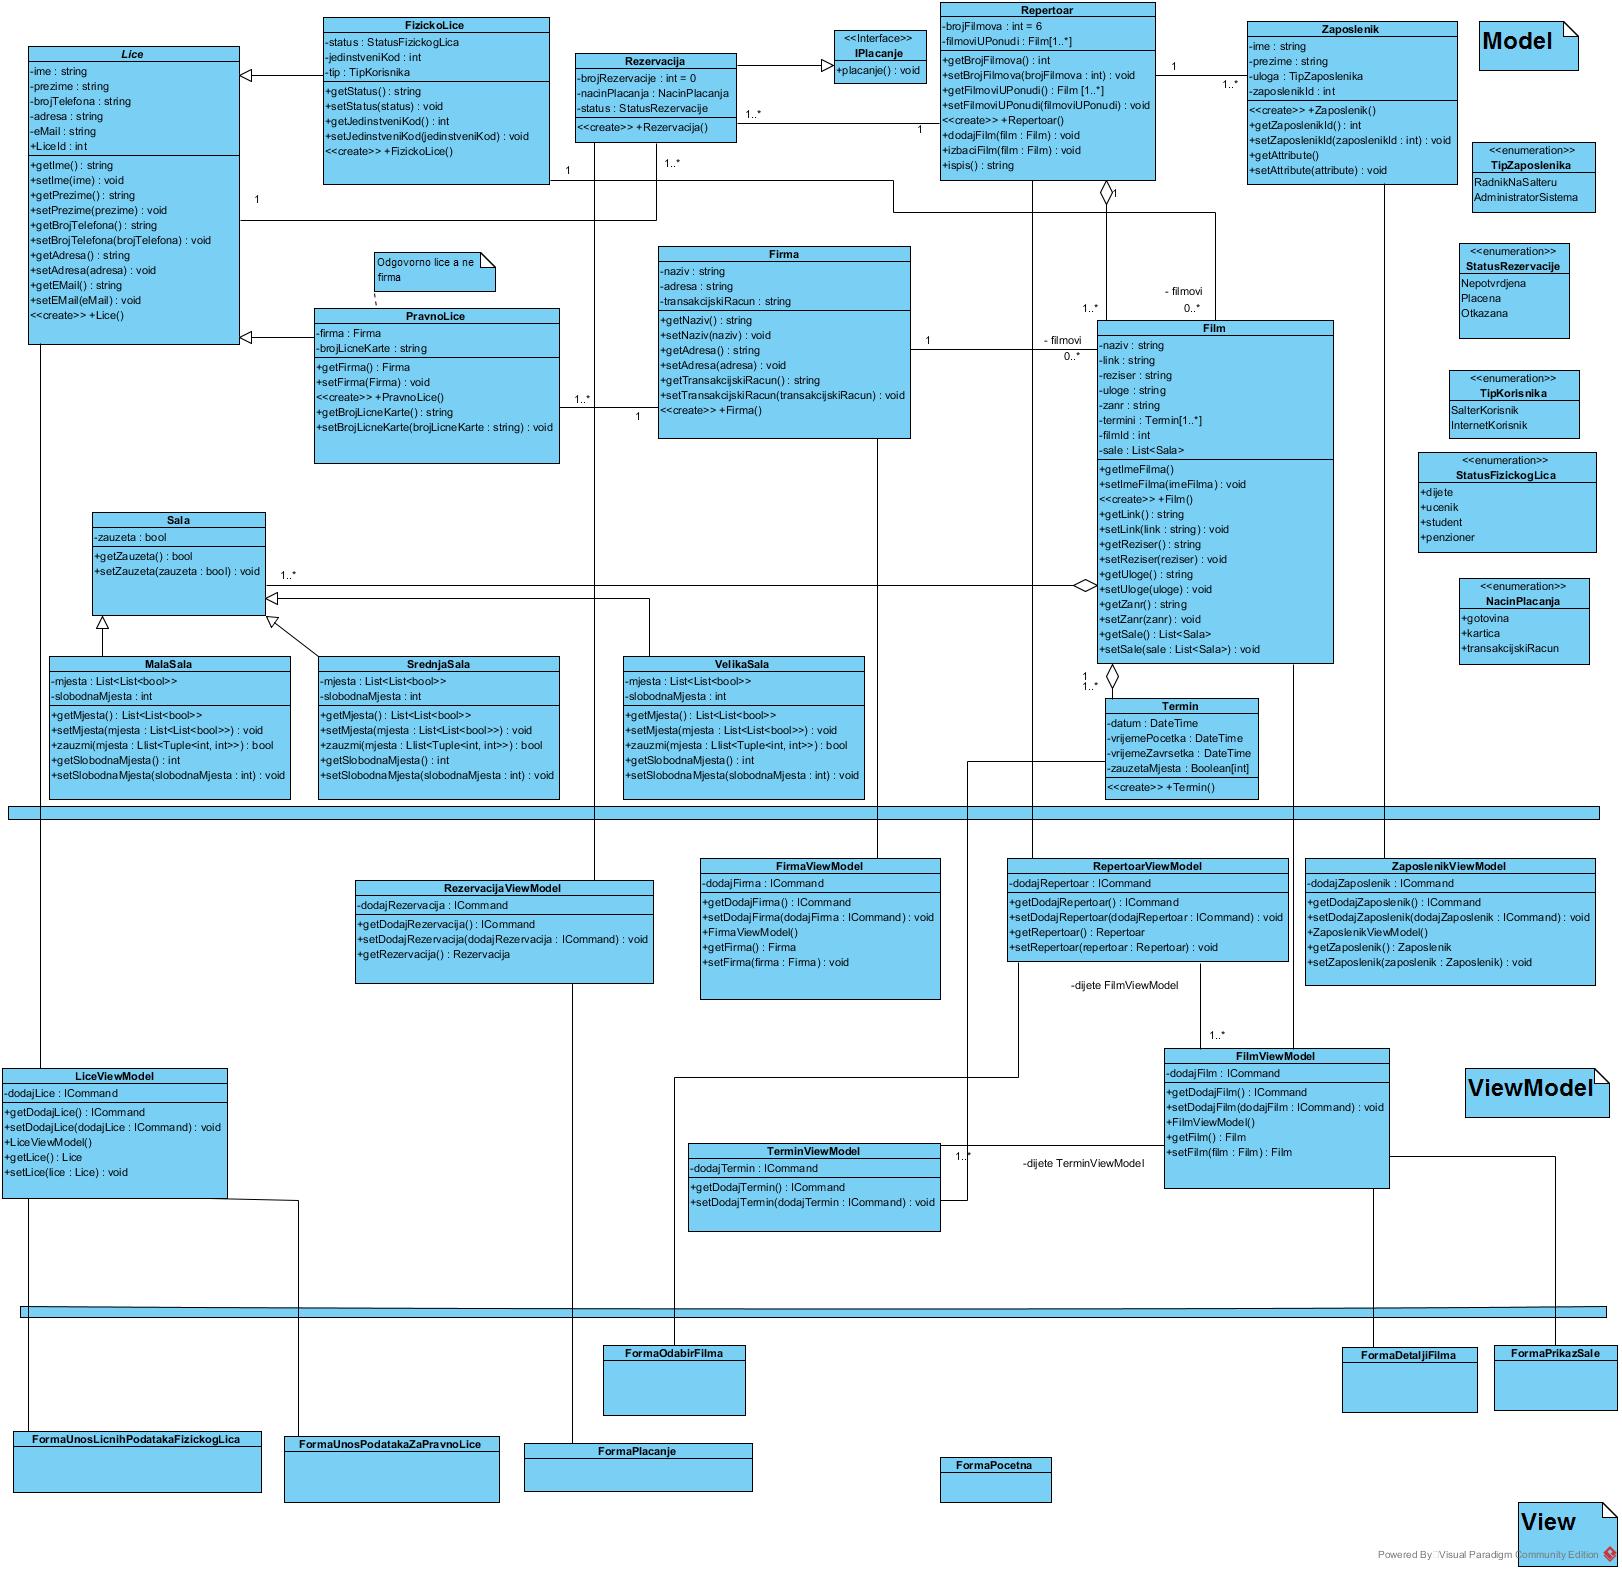 Lice
-ime : string
-prezime : string
-brojTelefona : string
-adresa : string
-eMail : string
+LiceId : int
+getIme() : string
+setIme(ime) : void
+getPrezime() : string
+setPrezime(prezime) : void
+getBrojTelefona() : string
+setBrojTelefona(brojTelefona) : void
+getAdresa() : string
+setAdresa(adresa) : void
+getEMail() : string
+setEMail(eMail) : void
<<create>> +Lice()
FizickoLice
-status : StatusFizickogLica
-jedinstveniKod : int
-tip : TipKorisnika
+getStatus() : string
+setStatus(status) : void
+getJedinstveniKod() : int
+setJedinstveniKod(jedinstveniKod) : void
<<create>> +FizickoLice()
Rezervacija
-brojRezervacije : int = 0
-nacinPlacanja : NacinPlacanja
-status : StatusRezervacije
<<create>> +Rezervacija()
<<Interface>>
IPlacanje
+placanje() : void
Repertoar
-brojFilmova : int = 6
-filmoviUPonudi : Film[1..*]
+getBrojFilmova() : int
+setBrojFilmova(brojFilmova : int) : void
+getFilmoviUPonudi() : Film [1..*]
+setFilmoviUPonudi(filmoviUPonudi) : void
<<create>> +Repertoar()
+dodajFilm(film : Film) : void
+izbaciFilm(film : Film) : void
+ispis() : string
Zaposlenik
-ime : string
-prezime : string
-uloga : TipZaposlenika
-zaposlenikId : int
<<create>> +Zaposlenik()
+getZaposlenikId() : int
+setZaposlenikId(zaposlenikId : int) : void
+getAttribute()
+setAttribute(attribute) : void
Model
<<enumeration>>
TipZaposlenika
RadnikNaSalteru
AdministratorSistema
<<enumeration>>
StatusRezervacije
Nepotvrdjena
Placena
Otkazana
<<enumeration>>
TipKorisnika
SalterKorisnik
InternetKorisnik
<<enumeration>>
StatusFizickogLica
+dijete
+ucenik
+student
+penzioner
<<enumeration>>
NacinPlacanja
+gotovina
+kartica
+transakcijskiRacun
1
1..*
1..*
1
1..*
1
1
1
Odgovorno lice a ne
firma
PravnoLice
-firma : Firma
-brojLicneKarte : string
+getFirma() : Firma
+setFirma(Firma) : void
<<create>> +PravnoLice()
+getBrojLicneKarte() : string
+setBrojLicneKarte(brojLicneKarte : string) : void
1..*
1
Firma
-naziv : string
-adresa : string
-transakcijskiRacun : string
+getNaziv() : string
+setNaziv(naziv) : void
+getAdresa() : string
+setAdresa(adresa) : void
+getTransakcijskiRacun() : string
+setTransakcijskiRacun(transakcijskiRacun) : void
<<create>> +Firma()
1
- filmovi
0..*
1..*
- filmovi
0..*
Film
-naziv : string
-link : string
-reziser : string
-uloge : string
-zanr : string
-termini : Termin[1..*]
-filmId : int
-sale : List<Sala>
+getImeFilma()
+setImeFilma(imeFilma) : void
<<create>> +Film()
+getLink() : string
+setLink(link : string) : void
+getReziser() : string
+setReziser(reziser) : void
+getUloge() : string
+setUloge(uloge) : void
+getZanr() : string
+setZanr(zanr) : void
+getSale() : List<Sala>
+setSale(sale : List<Sala>) : void
Sala
-zauzeta : bool
+getZauzeta() : bool
+setZauzeta(zauzeta : bool) : void
1..*
MalaSala
-mjesta : List<List<bool>>
-slobodnaMjesta : int
+getMjesta() : List<List<bool>>
+setMjesta(mjesta : List<List<bool>>) : void
+zauzmi(mjesta : Llist<Tuple<int, int>>) : bool
+getSlobodnaMjesta() : int
+setSlobodnaMjesta(slobodnaMjesta : int) : void
SrednjaSala
-mjesta : List<List<bool>>
-slobodnaMjesta : int
+getMjesta() : List<List<bool>>
+setMjesta(mjesta : List<List<bool>>) : void
+zauzmi(mjesta : Llist<Tuple<int, int>>) : bool
+getSlobodnaMjesta() : int
+setSlobodnaMjesta(slobodnaMjesta : int) : void
VelikaSala
-mjesta : List<List<bool>>
-slobodnaMjesta : int
+getMjesta() : List<List<bool>>
+setMjesta(mjesta : List<List<bool>>) : void
+zauzmi(mjesta : Llist<Tuple<int, int>>) : bool
+getSlobodnaMjesta() : int
+setSlobodnaMjesta(slobodnaMjesta : int) : void
1
1..*
Termin
-datum : DateTime
-vrijemePocetka : DateTime
-vrijemeZavrsetka : DateTime
-zauzetaMjesta : Boolean[int]
<<create>> +Termin()
RezervacijaViewModel
-dodajRezervacija : ICommand
+getDodajRezervacija() : ICommand
+setDodajRezervacija(dodajRezervacija : ICommand) : void
+getRezervacija() : Rezervacija
FirmaViewModel
-dodajFirma : ICommand
+getDodajFirma() : ICommand
+setDodajFirma(dodajFirma : ICommand) : void
+FirmaViewModel()
+getFirma() : Firma
+setFirma(firma : Firma) : void
RepertoarViewModel
-dodajRepertoar : ICommand
+getDodajRepertoar() : ICommand
+setDodajRepertoar(dodajRepertoar : ICommand) : void
+getRepertoar() : Repertoar
+setRepertoar(repertoar : Repertoar) : void
ZaposlenikViewModel
-dodajZaposlenik : ICommand
+getDodajZaposlenik() : ICommand
+setDodajZaposlenik(dodajZaposlenik : ICommand) : void
+ZaposlenikViewModel()
+getZaposlenik() : Zaposlenik
+setZaposlenik(zaposlenik : Zaposlenik) : void
-dijete FilmViewModel
1..*
LiceViewModel
-dodajLice : ICommand
+getDodajLice() : ICommand
+setDodajLice(dodajLice : ICommand) : void
+LiceViewModel()
+getLice() : Lice
+setLice(lice : Lice) : void
TerminViewModel
-dodajTermin : ICommand
+getDodajTermin() : ICommand
+setDodajTermin(dodajTermin : ICommand) : void
1..*
-dijete TerminViewModel
FilmViewModel
-dodajFilm : ICommand
+getDodajFilm() : ICommand
+setDodajFilm(dodajFilm : ICommand) : void
+FilmViewModel()
+getFilm() : Film
+setFilm(film : Film) : Film
ViewModel
FormaOdabirFilma
FormaDetaljiFilma
FormaPrikazSale
FormaUnosLicnihPodatakaFizickogLica
FormaUnosPodatakaZaPravnoLice
FormaPlacanje
FormaPocetna
View
Powered By Visual Paradigm Community Edition